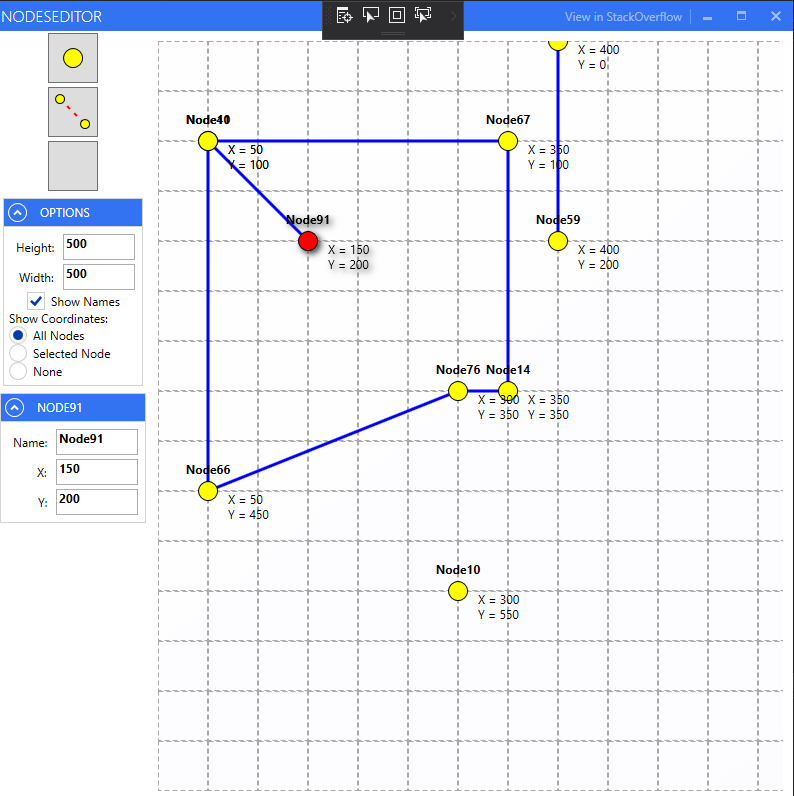 NODESEDITOR
View in StackOverflow
OPTIONS
Height: 500
Width: 500
Show Names
Show Coordinates:
All Nodes
Selected Node
None
NODE91
Name: Node91
X: 150
Y: 200
X = 400
Y = 0
X = 50
Y = 100
Node67
X = 350
Y = 100
Node91
X = 150
Y = 200
Node59
X = 400
Y = 200
Node76
X = 300
Y = 350
Node14
X = 350
Y = 350
Node66
X = 50
Y = 450
Node10
X = 300
Y = 550